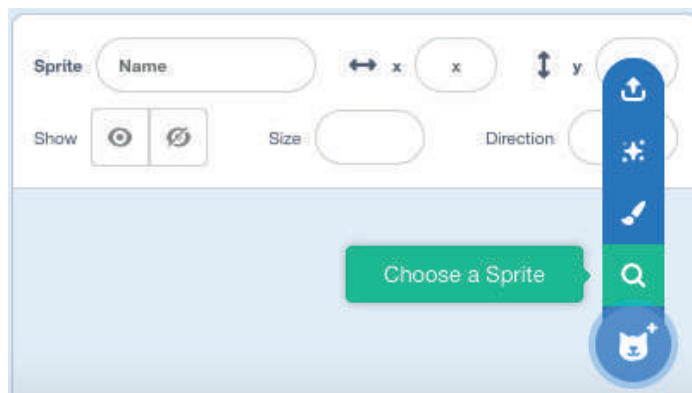 Sprite Name x x y
Show Size Direction
Choose a Sprite